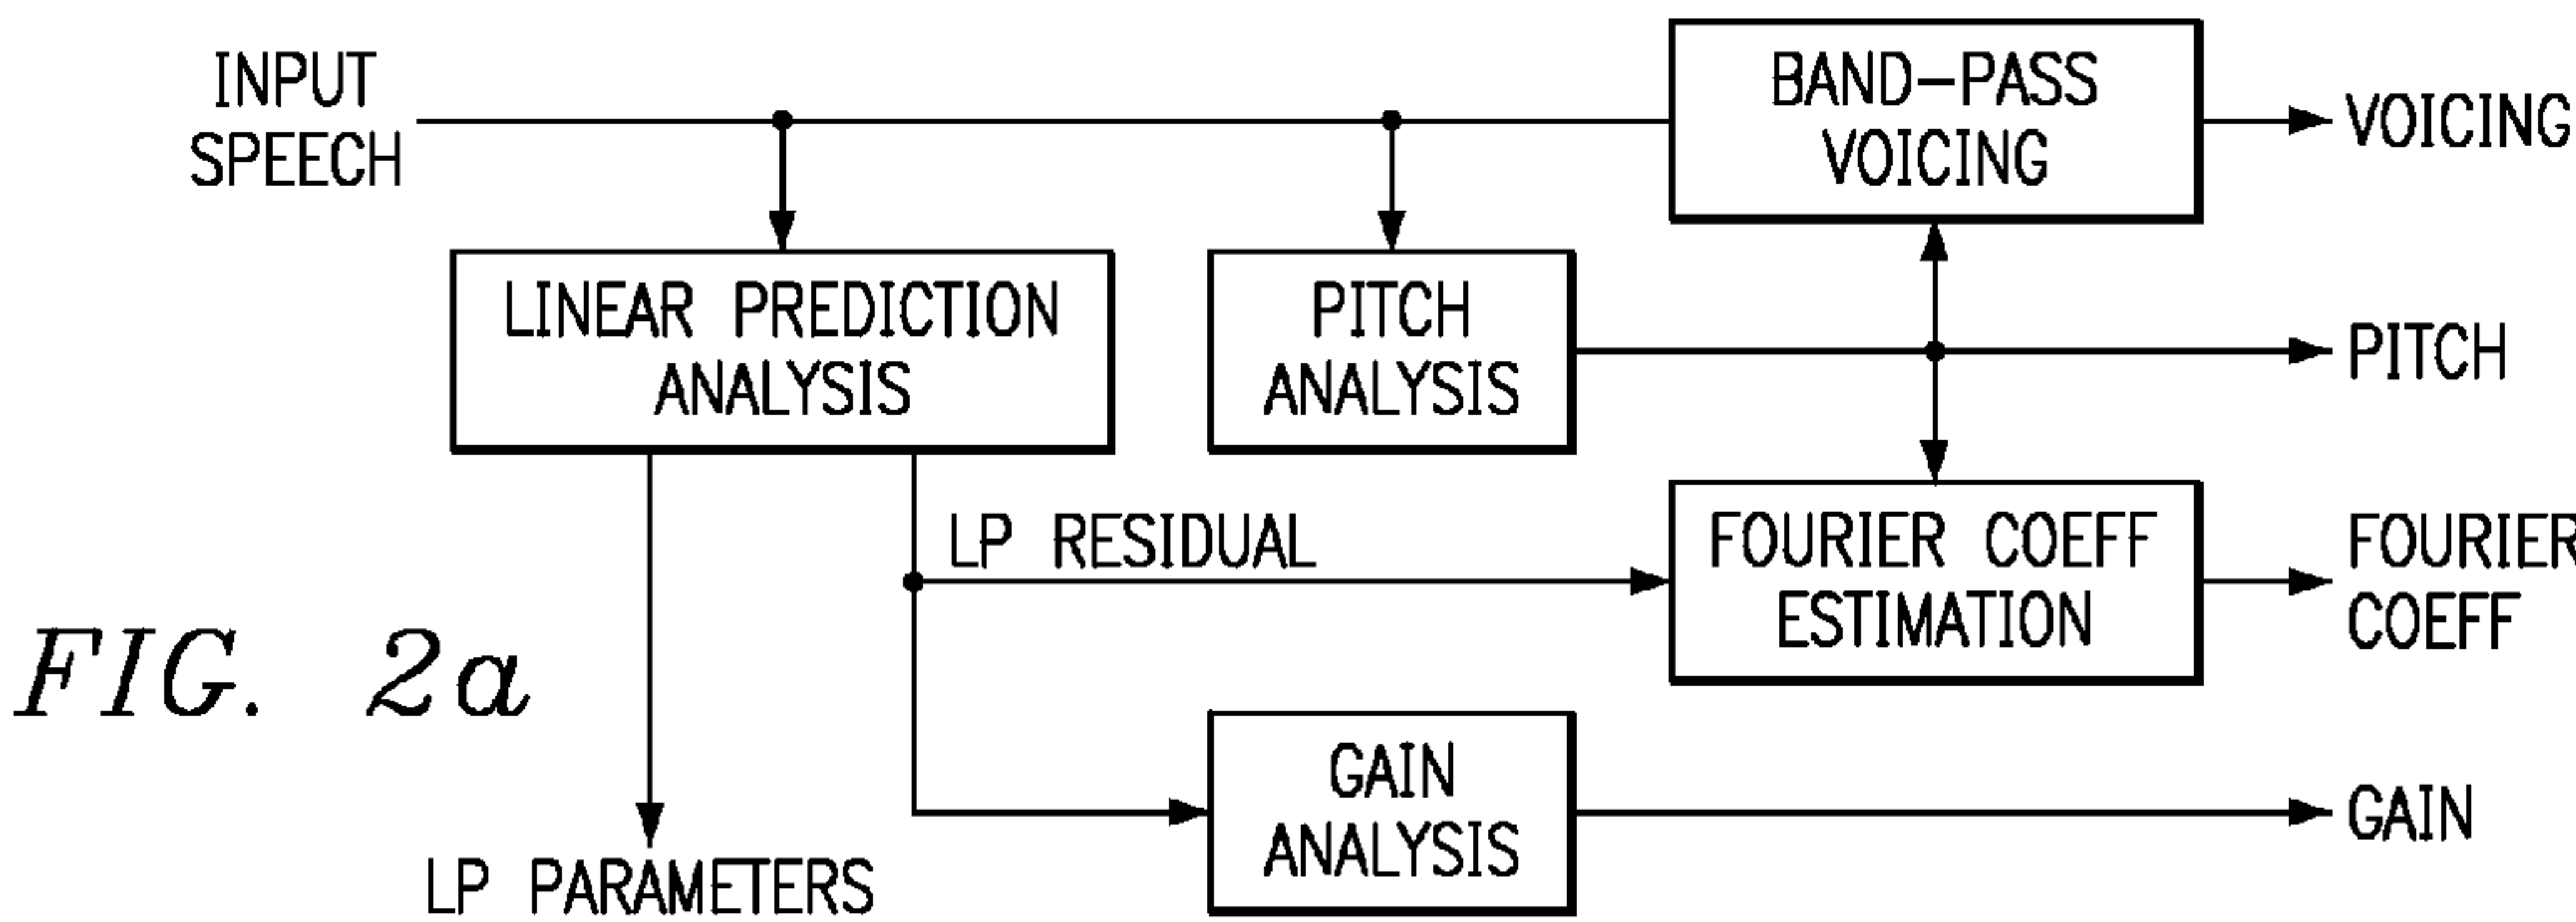 INPUT
SPEECH
BAND-PASS
VOICING
VOICING
LINEAR PREDICTION
ANALYSIS
PITCH
ANALYSIS
PITCH
LP RESIDUAL
FOURIER COEFF
ESTIMATION
FOURIER
COEFF
FIG. 2a
GAIN
ANALYSIS
GAIN
LP PARAMETERS